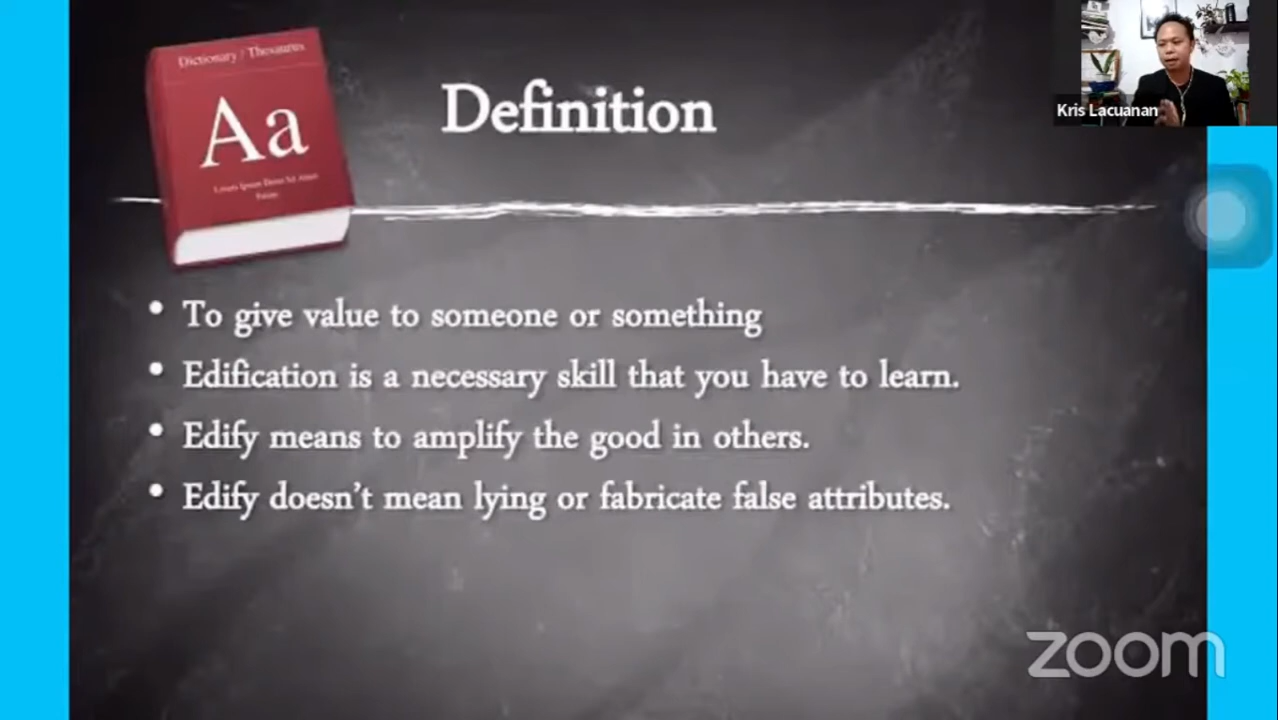 Dictionary / Thesaurus
Aa
Definition
Kris Lacuanan
• To give value to someone or something
• Edification is a necessary skill that you have to learn.
• Edify means to amplify the good in others.
• Edify doesn't mean lying or fabricate false attributes.
zoom